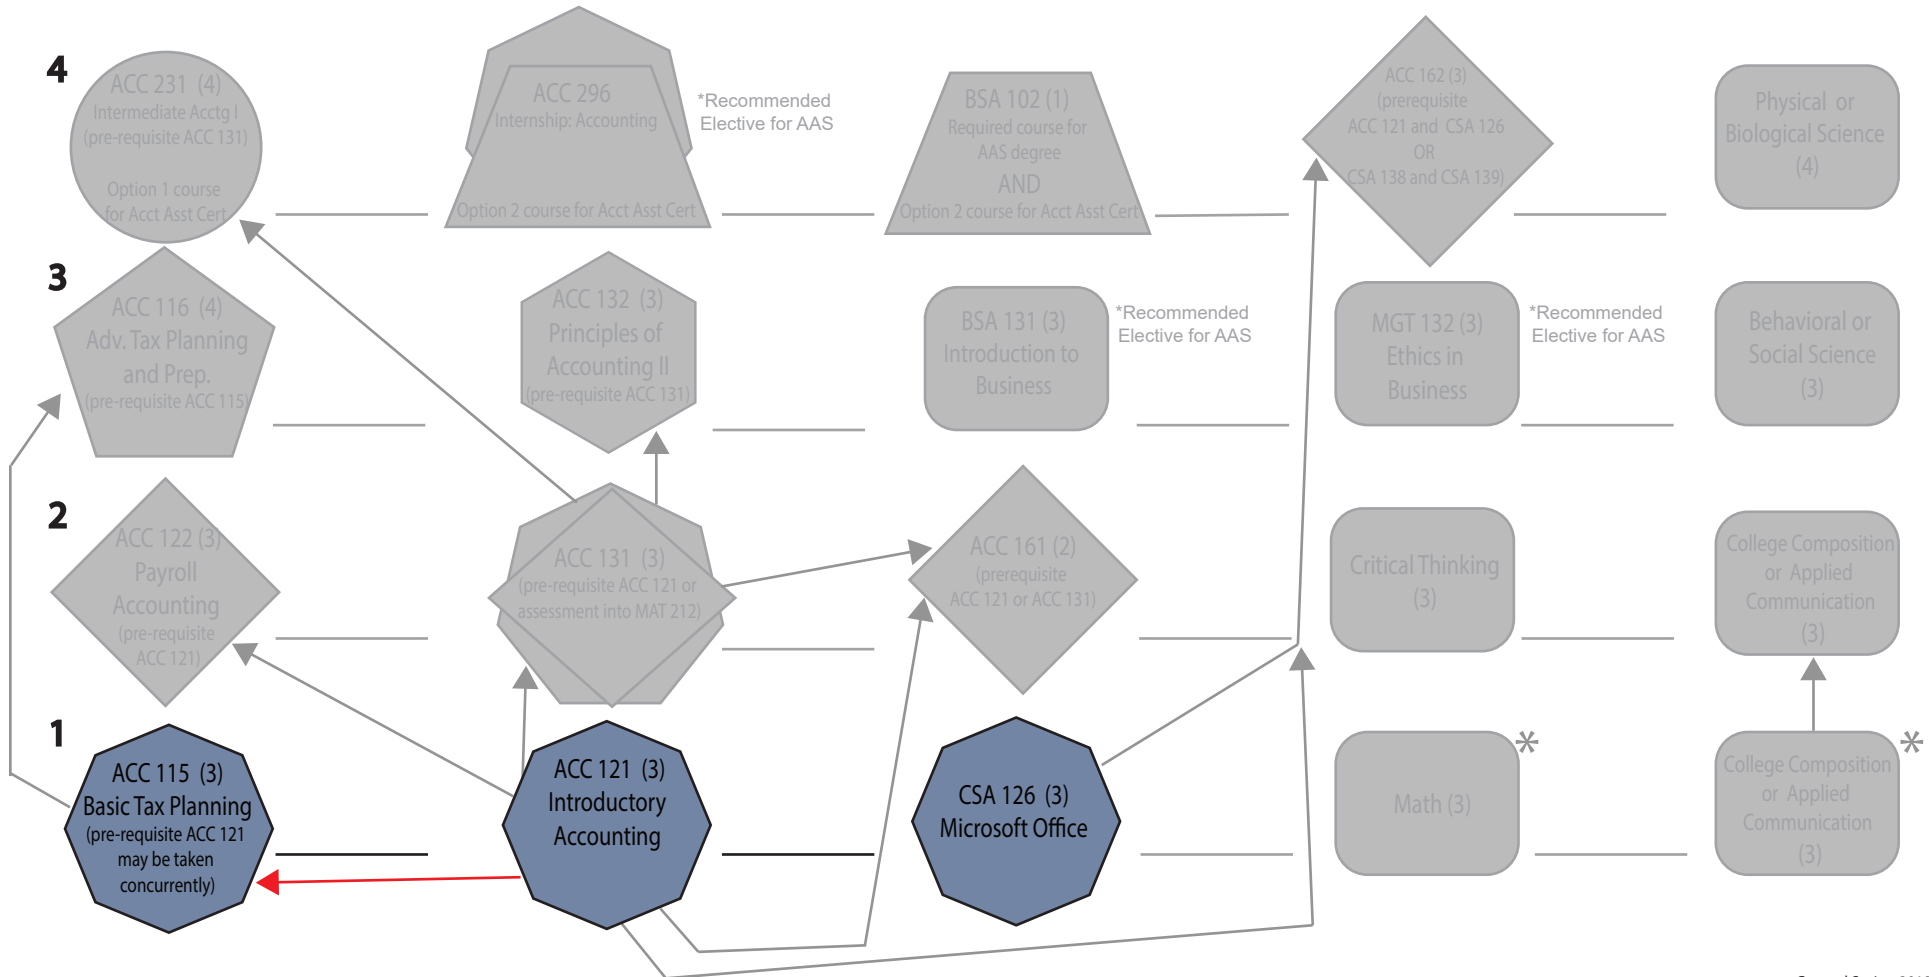 4
ACC 231 (4)
Intermediate Acctg I
(pre-requisite ACC 131)
Option 1 course
for Acct Asst Cert
ACC 296
Internship: Accounting
Option 2 course for Acct Asst Cert
*Recommended
Elective for AAS
BSA 102 (1)
Required course for
AAS degree
AND
Option 2 course for Acct Asst Cert
ACC 162 (3)
(prerequisite
ACC 121 and CSA 126
OR
CSA 138 and CSA 139)
Physical or
Biological Science
(4)
3
ACC 116 (4)
Adv. Tax Planning
and Prep.
(pre-requisite ACC 115)
ACC 132 (3)
Principles of
Accounting II
(pre-requisite ACC 131)
BSA 131 (3)
Introduction to
Business
*Recommended
Elective for AAS
MGT 132 (3)
Ethics in
Business
*Recommended
Elective for AAS
Behavioral or
Social Science
(3)
2
ACC 122 (3)
Payroll
Accounting
(pre-requisite
ACC 121)
ACC 131 (3)
(pre-requisite ACC 121 or
assessment into MAT 212)
ACC 161 (2)
(prerequisite
ACC 121 or ACC 131)
Critical Thinking
(3)
College Composition
or Applied
Communication
(3)
1
ACC 115 (3)
Basic Tax Planning
(pre-requisite ACC 121
may be taken
concurrently)
ACC 121 (3)
Introductory
Accounting
CSA 126 (3)
Microsoft Office
Math (3)
*
College Composition
or Applied
Communication
(3)
*